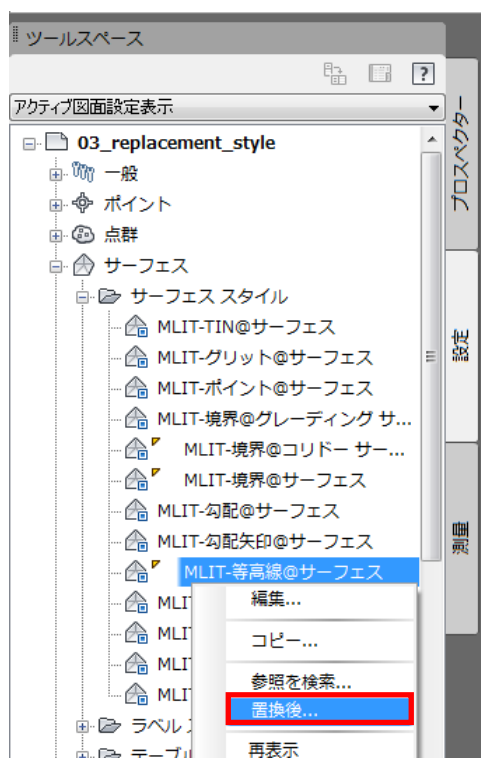 ツールスペース
?
アクティブ図面設定表示
03_replacement_style
一般
ポイント
点群
サーフェス
サーフェス スタイル
MLIT-TIN@サーフェス
MLIT-グリット@サーフェス
MLIT-ポイント@サーフェス
MLIT-境界@グレーディング サ...
MLIT-境界@コリドー サー...
MLIT-境界@サーフェス
MLIT-勾配@サーフェス
MLIT-勾配矢印@サーフェス
MLIT-等高線@サーフェス
MLI
MLI
MLI
MLI
ラベル
テーブル
編集...
コピー...
参照を検索...
置換後...
再表示
プロスペクター
設定
測量